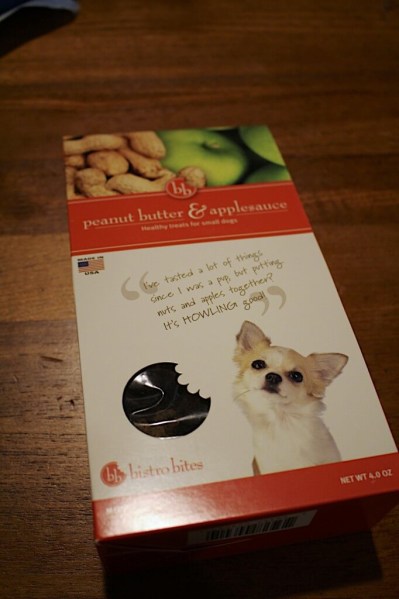 bb
peanut butter & applesauce
Healthy treats for small dogs
MADE IN
USA
“I've tasted a lot of things
since I was a pup, but putting
nuts and apples together?
It's HOWLING good!”
bb bistro bites
NET WT 4.0 OZ